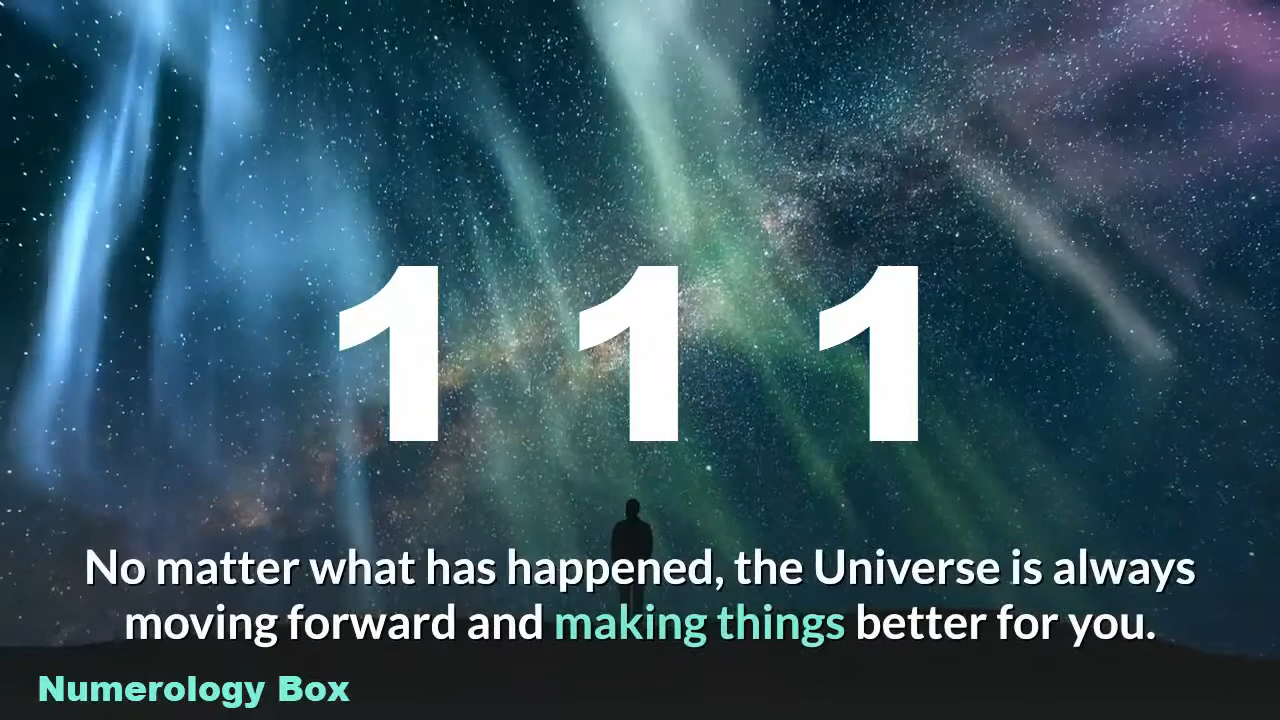 1 1 1
No matter what has happened, the Universe is always
moving forward and making things better for you.
Numerology Box